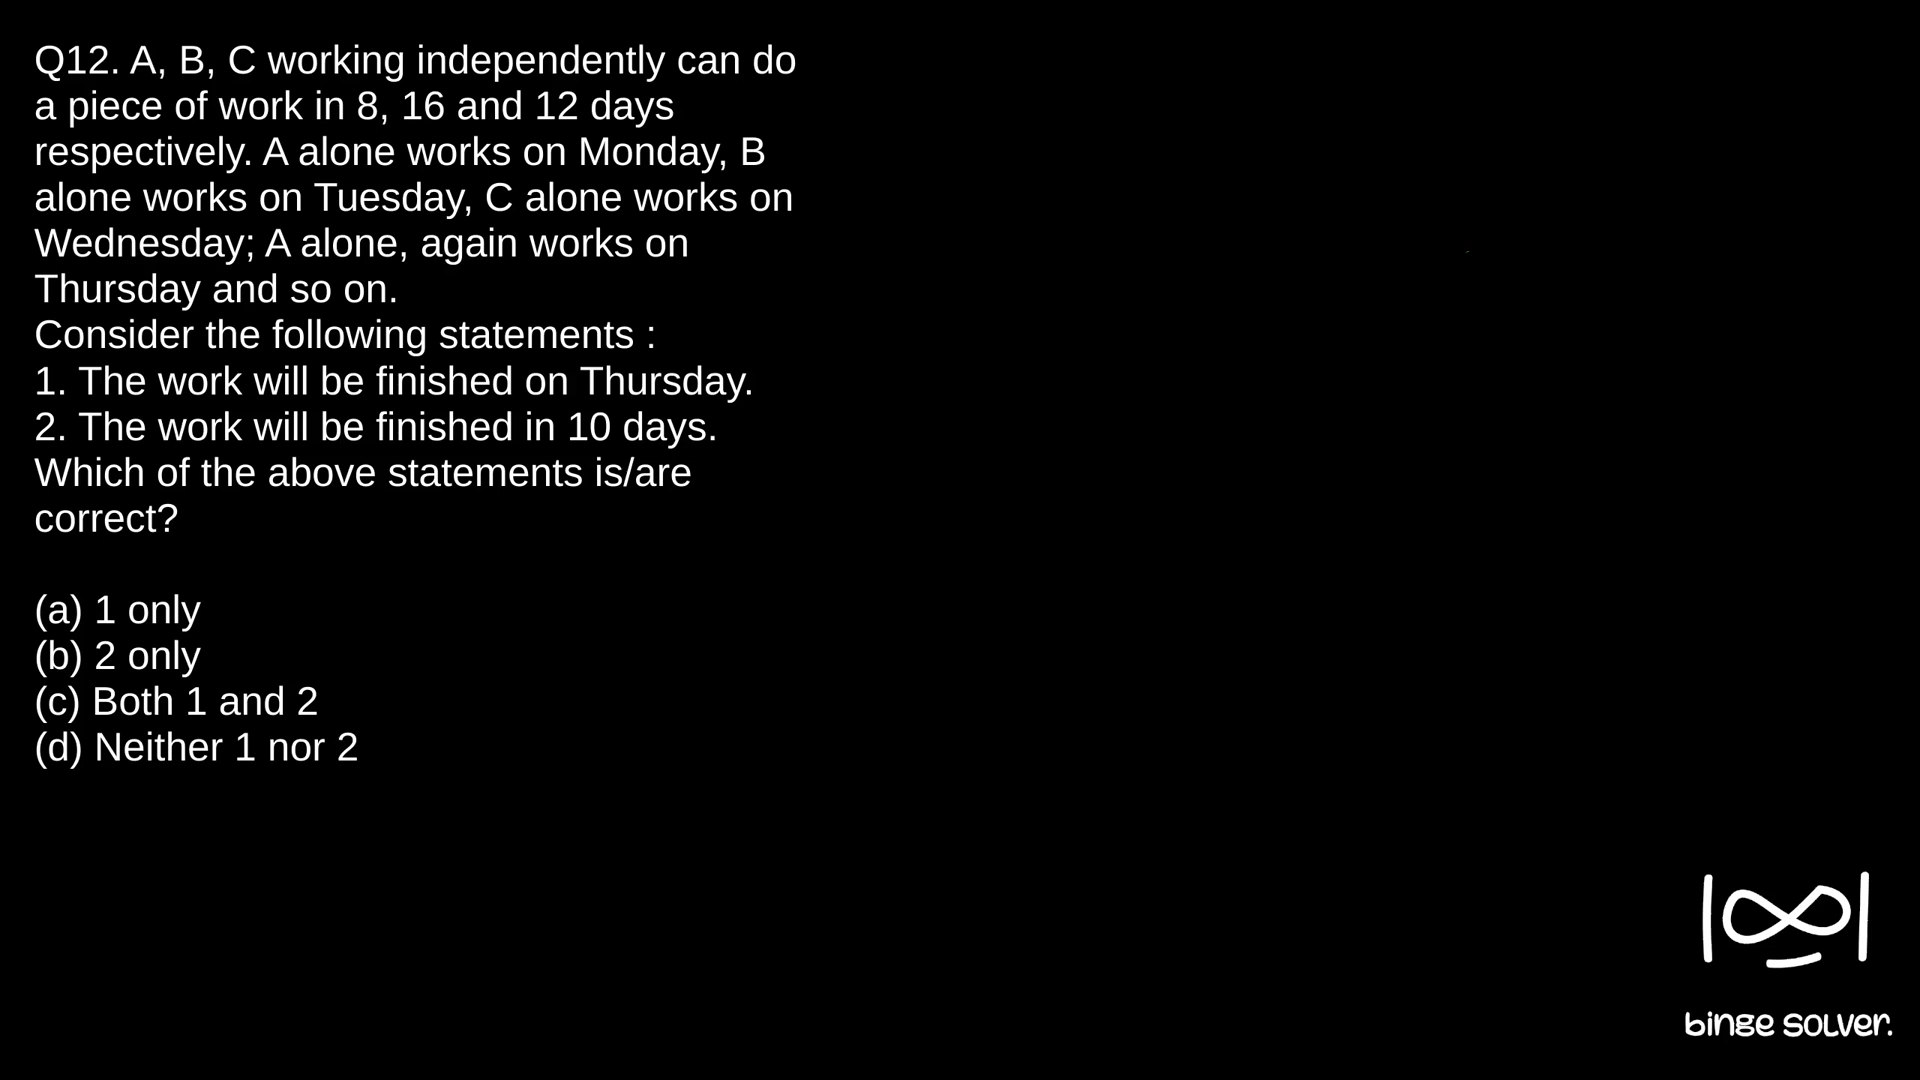 Q12. A, B, C working independently can do
a piece of work in 8, 16 and 12 days
respectively. A alone works on Monday, B
alone works on Tuesday, C alone works on
Wednesday; A alone, again works on
Thursday and so on.
Consider the following statements :
1. The work will be finished on Thursday.
2. The work will be finished in 10 days.
Which of the above statements is/are
correct?
(a) 1 only
(b) 2 only
(c) Both 1 and 2
(d) Neither 1 nor 2
binge solver.